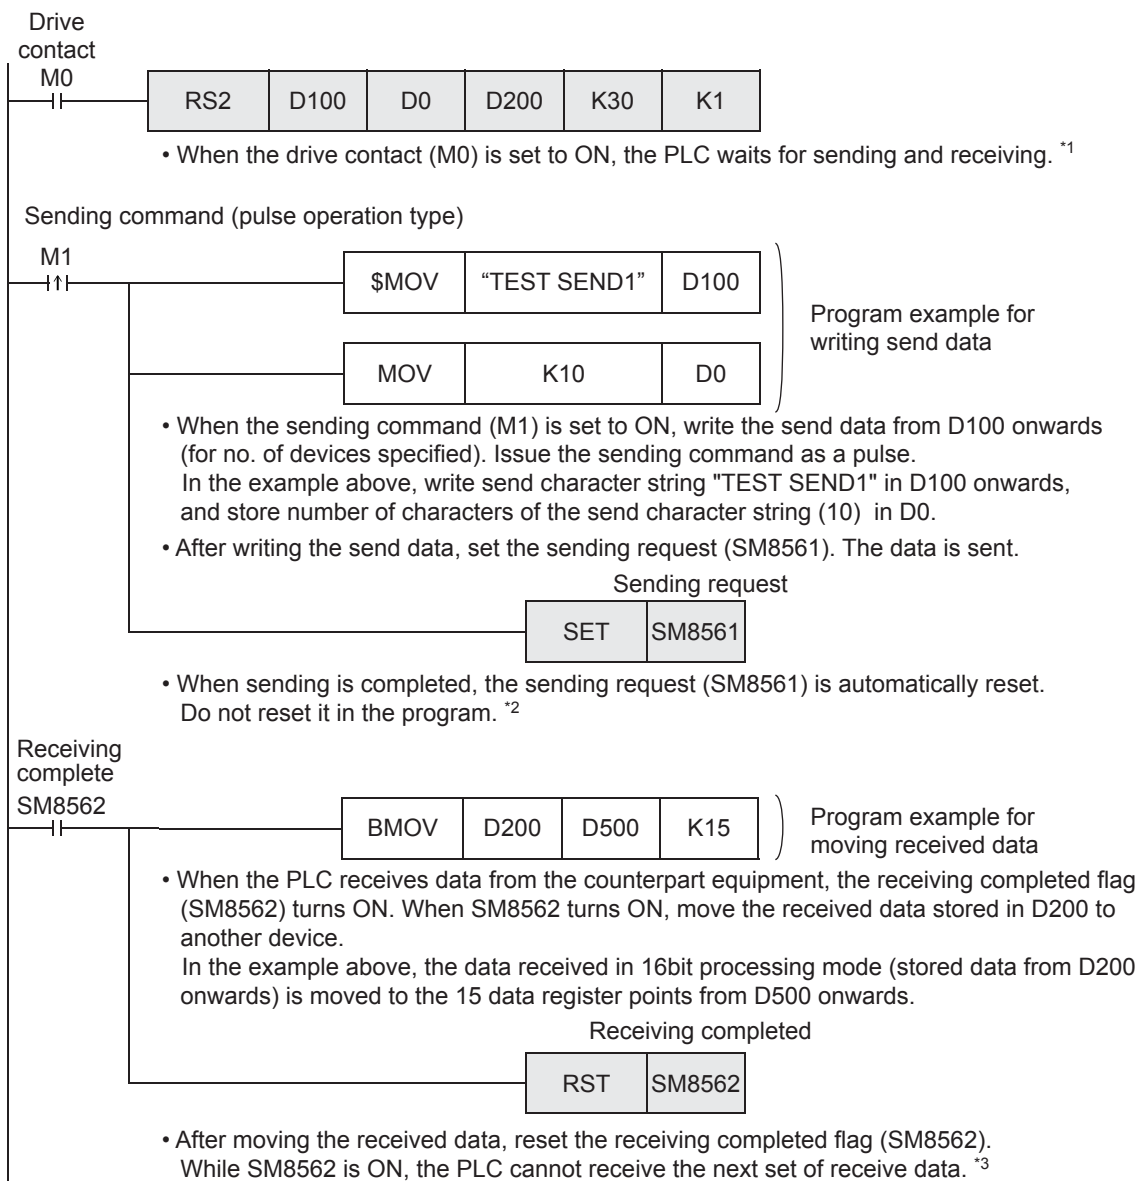 Drive
contact
M0
RS2 D100 D0 D200 K30 K1
• When the drive contact (M0) is set to ON, the PLC waits for sending and receiving. *1
Sending command (pulse operation type)
M1
$MOV “TEST SEND1” D100
Program example for
writing send data
MOV K10 D0
• When the sending command (M1) is set to ON, write the send data from D100 onwards
(for no. of devices specified). Issue the sending command as a pulse.
In the example above, write send character string "TEST SEND1" in D100 onwards,
and store number of characters of the send character string (10) in D0.
• After writing the send data, set the sending request (SM8561). The data is sent.
Sending request
SET SM8561
• When sending is completed, the sending request (SM8561) is automatically reset.
Do not reset it in the program. *2
Receiving
complete
SM8562
BMOV D200 D500 K15
Program example for
moving received data
• When the PLC receives data from the counterpart equipment, the receiving completed flag
(SM8562) turns ON. When SM8562 turns ON, move the received data stored in D200 to
another device.
In the example above, the data received in 16bit processing mode (stored data from D200
onwards) is moved to the 15 data register points from D500 onwards.
Receiving completed
RST SM8562
• After moving the received data, reset the receiving completed flag (SM8562).
While SM8562 is ON, the PLC cannot receive the next set of receive data. *3